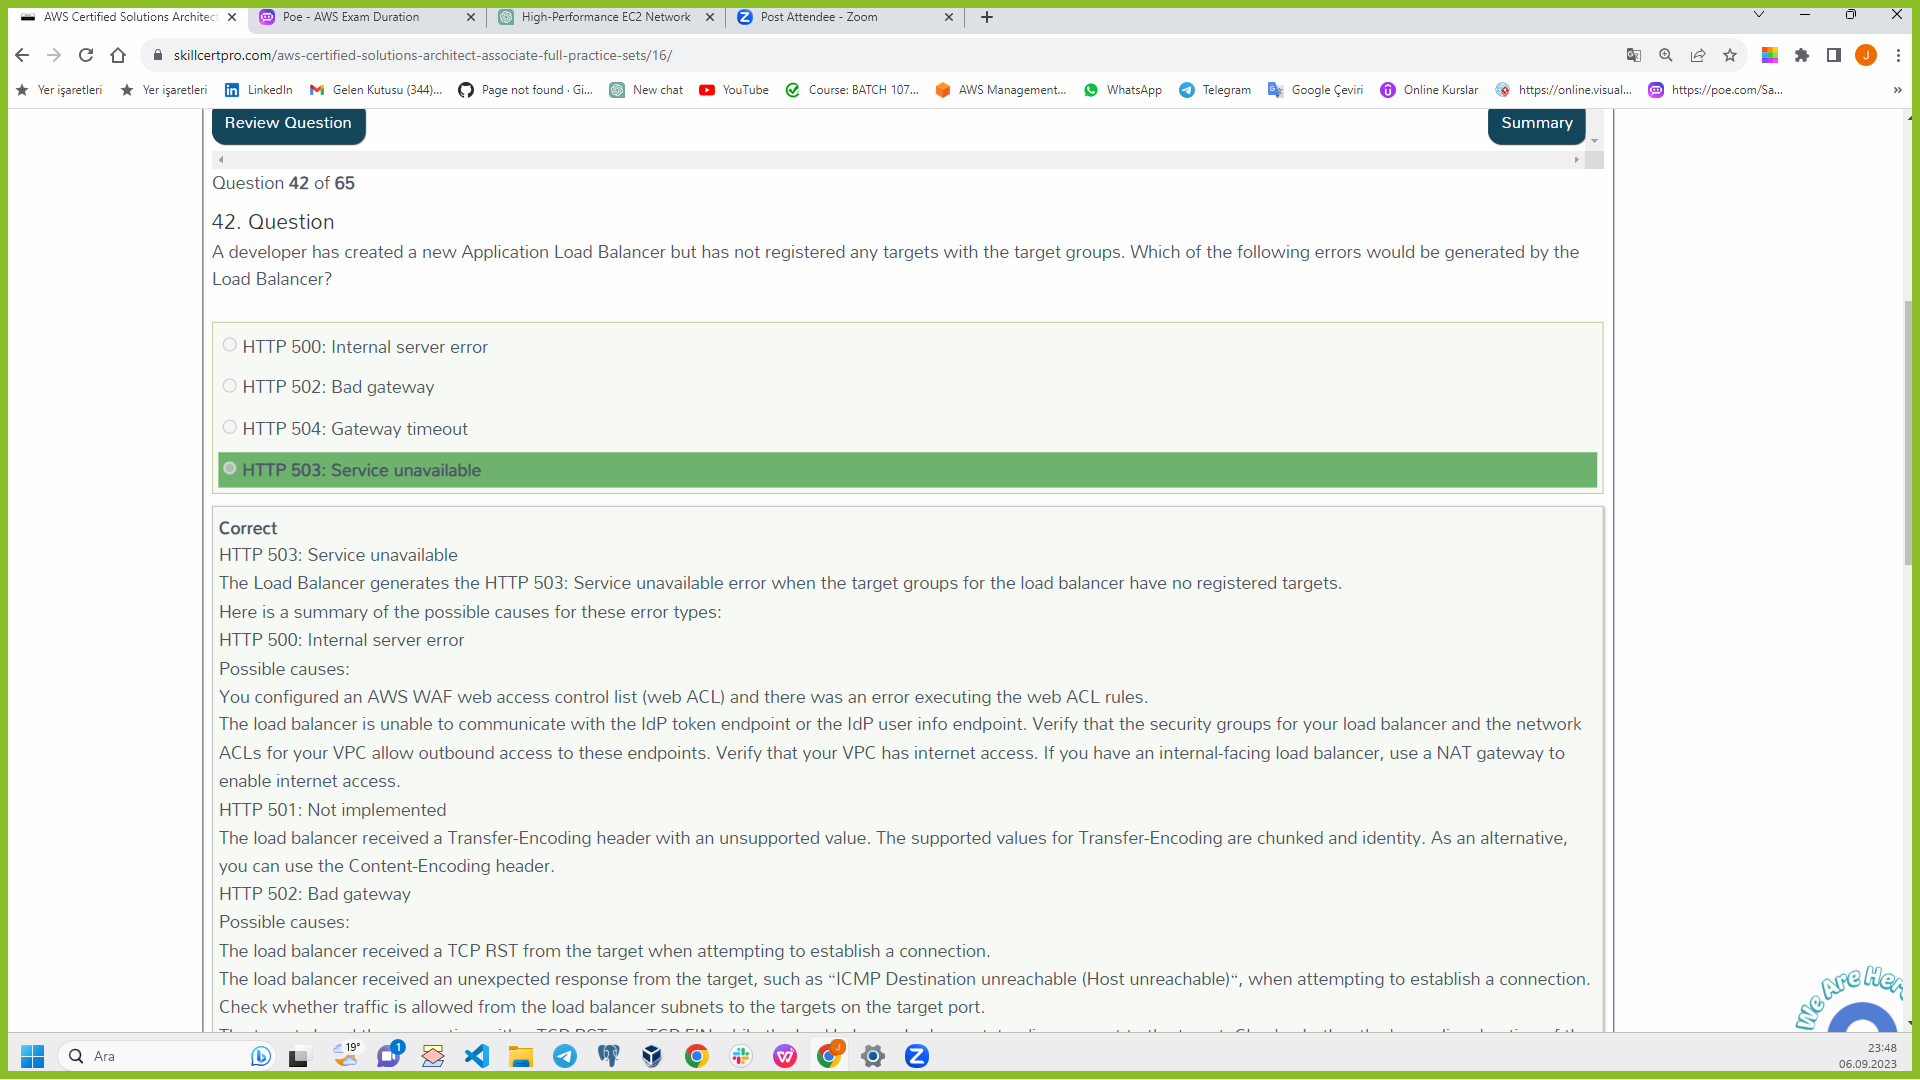 AWS Certified Solutions Architect
Poe - AWS Exam Duration
High-Performance EC2 Network
Post Attendee - Zoom
skillcertpro.com/aws-certified-solutions-architect-associate-full-practice-sets/16/
J
Yer işaretleri
Yer işaretleri
LinkedIn
Gelen Kutusu (344)...
Page not found · Gi...
New chat
YouTube
Course: BATCH 107...
AWS Management...
WhatsApp
Telegram
Google Çeviri
Online Kurslar
https://online.visual...
https://poe.com/Sa...
»
Review Question
Summary
Question 42 of 65
42. Question
A developer has created a new Application Load Balancer but has not registered any targets with the target groups. Which of the following errors would be generated by the
Load Balancer?
HTTP 500: Internal server error
HTTP 502: Bad gateway
HTTP 504: Gateway timeout
HTTP 503: Service unavailable
Correct
HTTP 503: Service unavailable
The Load Balancer generates the HTTP 503: Service unavailable error when the target groups for the load balancer have no registered targets.
Here is a summary of the possible causes for these error types:
HTTP 500: Internal server error
Possible causes:
You configured an AWS WAF web access control list (web ACL) and there was an error executing the web ACL rules.
The load balancer is unable to communicate with the IdP token endpoint or the IdP user info endpoint. Verify that the security groups for your load balancer and the network
ACLs for your VPC allow outbound access to these endpoints. Verify that your VPC has internet access. If you have an internal-facing load balancer, use a NAT gateway to
enable internet access.
HTTP 501: Not implemented
The load balancer received a Transfer-Encoding header with an unsupported value. The supported values for Transfer-Encoding are chunked and identity. As an alternative,
you can use the Content-Encoding header.
HTTP 502: Bad gateway
Possible causes:
The load balancer received a TCP RST from the target when attempting to establish a connection.
The load balancer received an unexpected response from the target, such as “ICMP Destination unreachable (Host unreachable)“, when attempting to establish a connection.
Check whether traffic is allowed from the load balancer subnets to the targets on the target port.
We Are Her
Ara
19°
1
23:48
06.09.2023